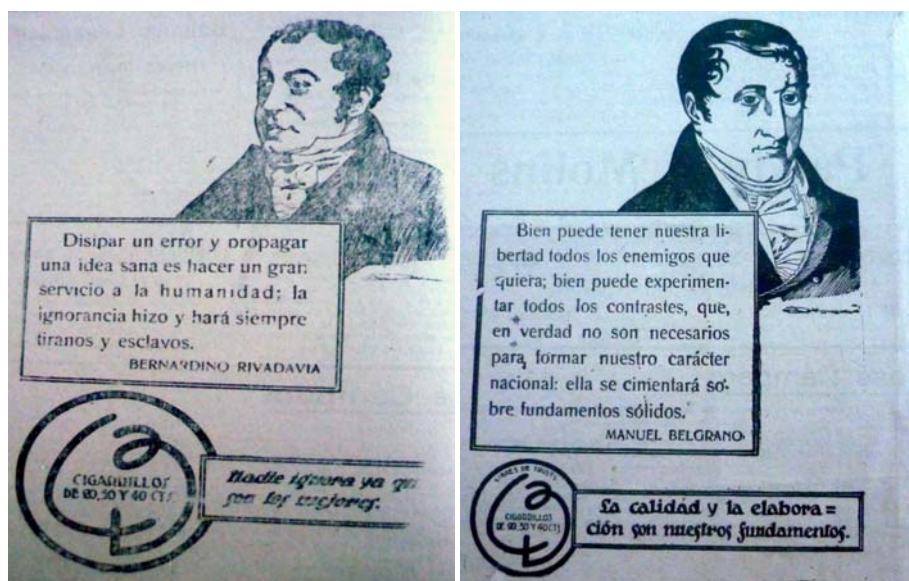 Disipar un error y propagar
una idea sana es hacer un gran
servicio a la humanidad; la
ignorancia hizo y hará siempre
tiranos y esclavos.
BERNARDINO RIVADAVIA
CIGARRILLOS
DE 20,30 Y 40 CTS
Nadie ignora ya qu
son los mejores.
Bien puede tener nuestra li-
bertad todos los enemigos que
quiera; bien puede experimen-
tar todos los contrastes, que,
en verdad no son necesarios
para formar nuestro carácter
nacional: ella se cimentará so-
bre fundamentos sólidos.
MANUEL BELGRANO
LIBRES DE TRUST
CIGARRILLOS
DE 20,30 Y 40 CTS
La calidad y la elabora=
ción son nuestros fundamentos.